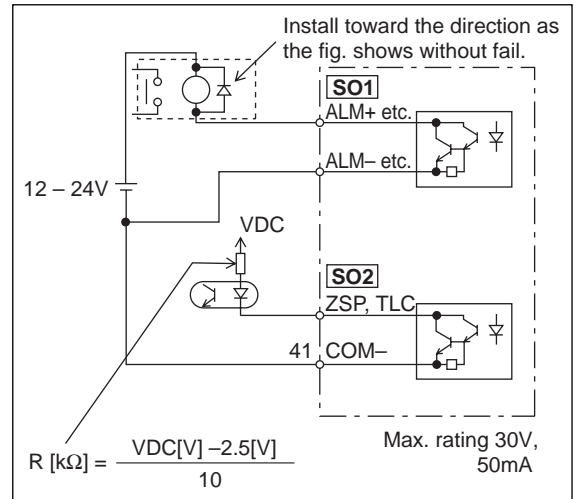 Install toward the direction as
the fig. shows without fail.
SO1
ALM+ etc.
ALM– etc.
12 – 24V
VDC
SO2
ZSP, TLC
41 COM–
R [kΩ] = VDC[V] –2.5[V]
10
Max. rating 30V,
50mA